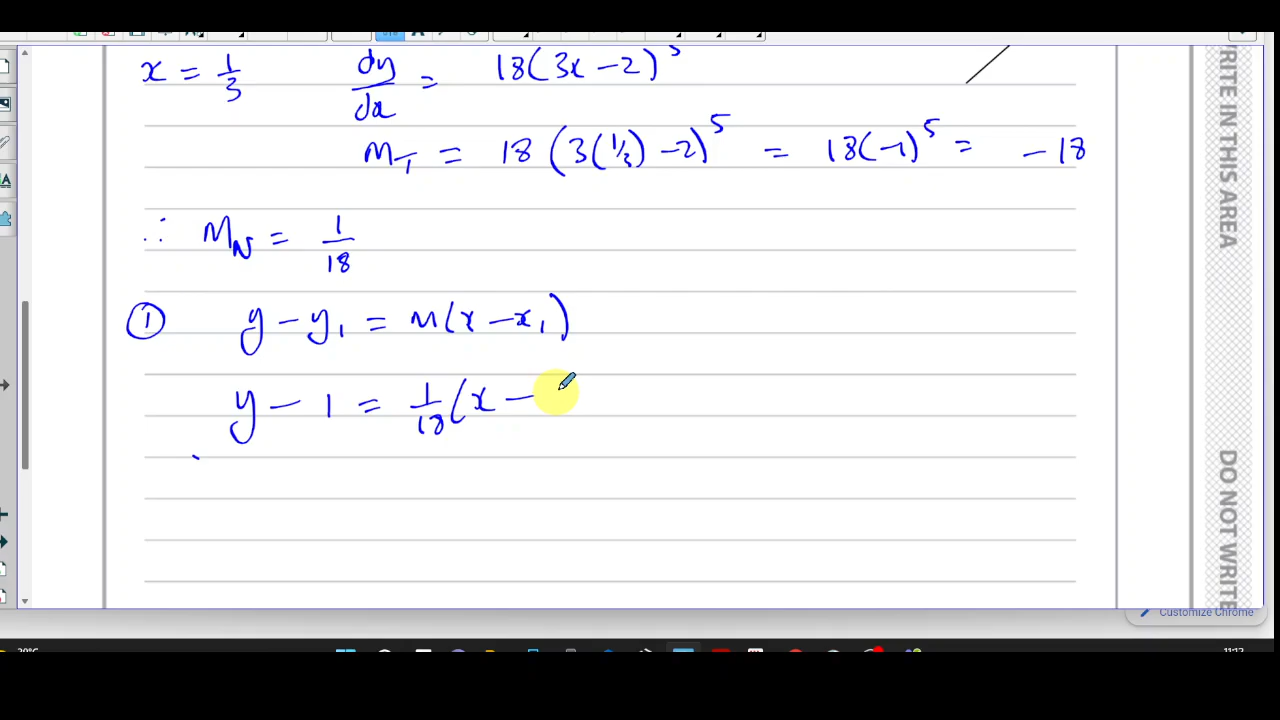 x = 1/3 dy/dx = 18(3x - 2)^5
M_T = 18 (3(1/3) - 2)^5 = 18(-1)^5 = -18
∴ M_N = 1/18
① y - y₁ = m(x - x₁)
y - 1 = 1/18(x -
WRITE IN THIS AREA
DO NOT WRITE
Customize Chrome